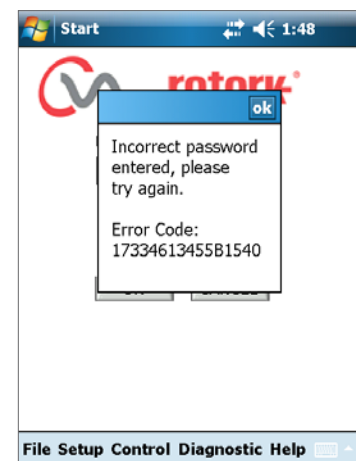 Start 1:48
rotork
ok
Incorrect password
entered, please
try again.
Error Code:
17334613455B1540
File Setup Control Diagnostic Help